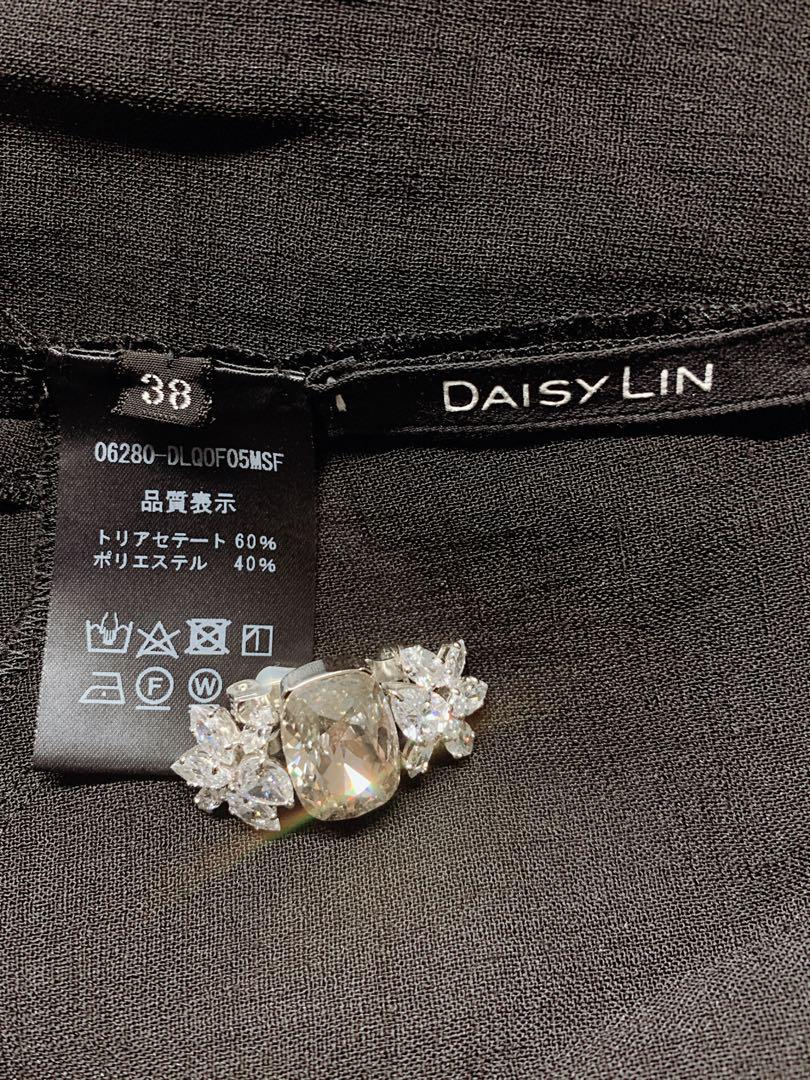 38
DAISY LIN
06280-DLQ0F05MSF
品質表示
トリアセテート 60%
ポリエステル 40%
F W